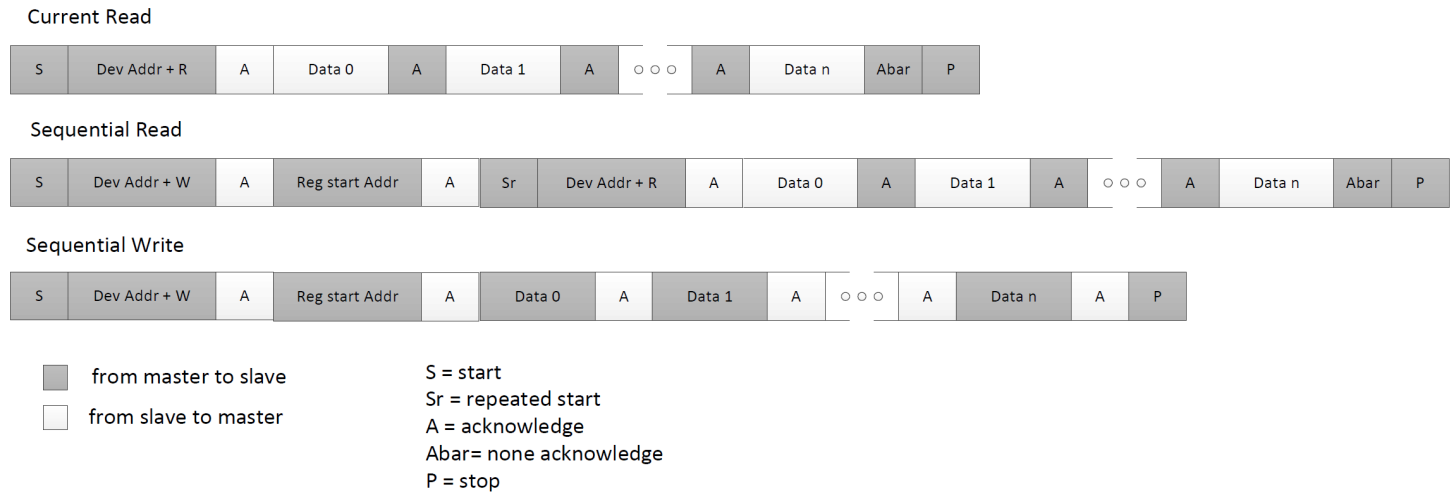 Current Read
S Dev Addr + R A Data 0 A Data 1 A A Data n Abar P
Sequential Read
S Dev Addr + W A Reg start Addr A Sr Dev Addr + R A Data 0 A Data 1 A A Data n Abar P
Sequential Write
S Dev Addr + W A Reg start Addr A Data 0 A Data 1 A A Data n A P
from master to slave
from slave to master
S = start
Sr = repeated start
A = acknowledge
Abar= none acknowledge
P = stop